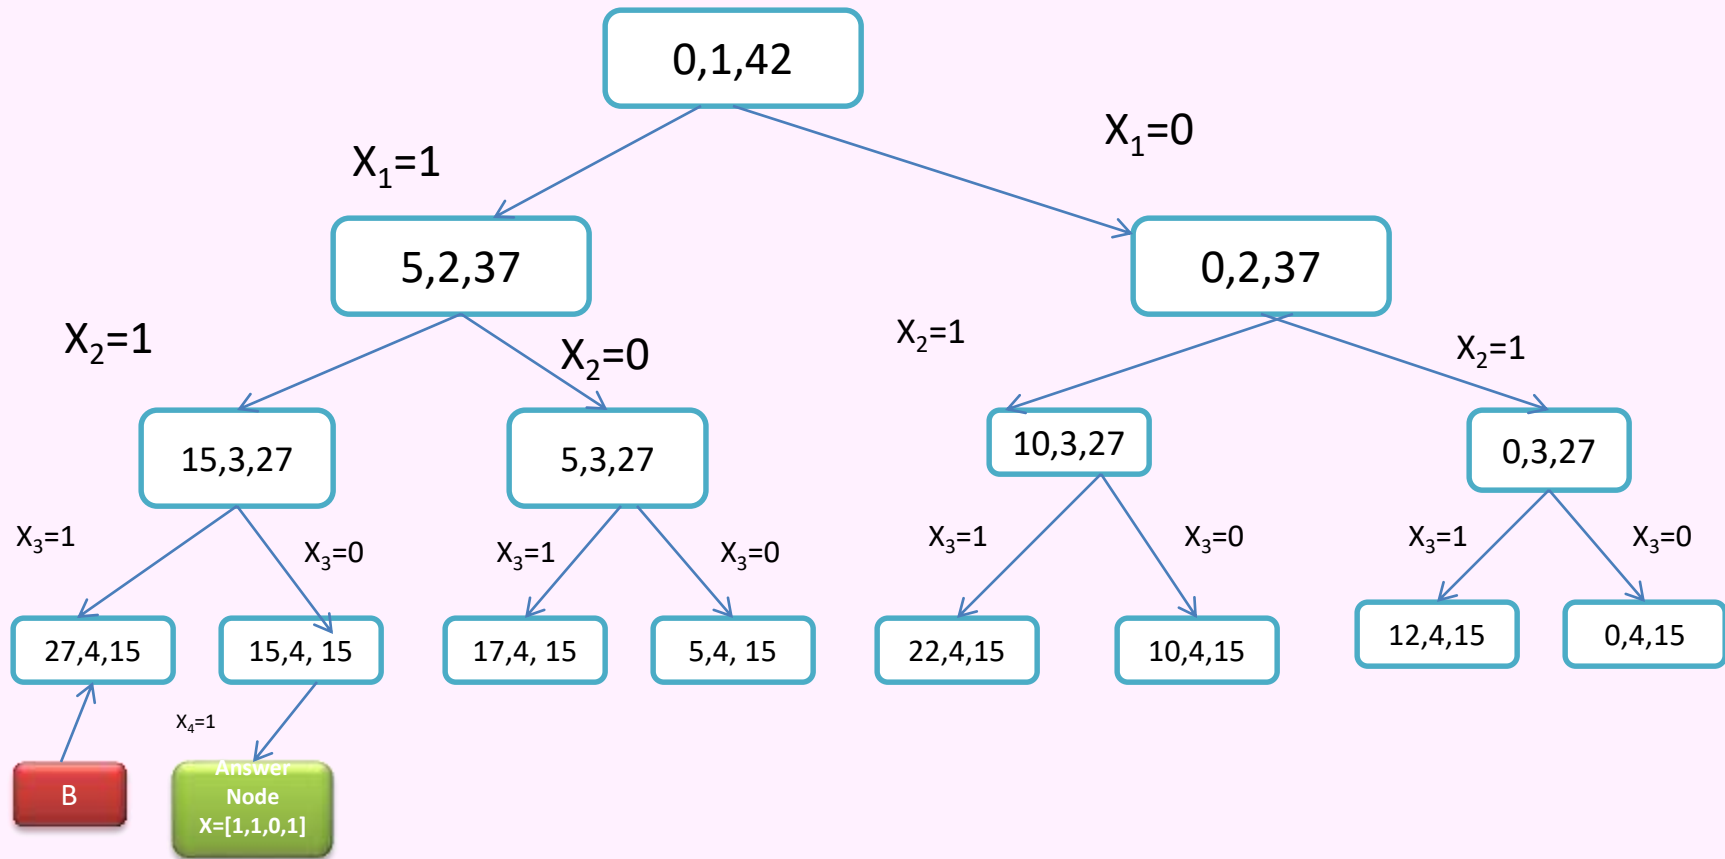 0,1,42
X₁=1
X₁=0
5,2,37
0,2,37
X₂=1
X₂=0
X₂=1
X₂=1
15,3,27
5,3,27
10,3,27
0,3,27
X₃=1
X₃=0
X₃=1
X₃=0
X₃=1
X₃=0
X₃=1
X₃=0
27,4,15
15,4, 15
17,4, 15
5,4, 15
22,4,15
10,4,15
12,4,15
0,4,15
X₄=1
B
Answer
Node
X=[1,1,0,1]